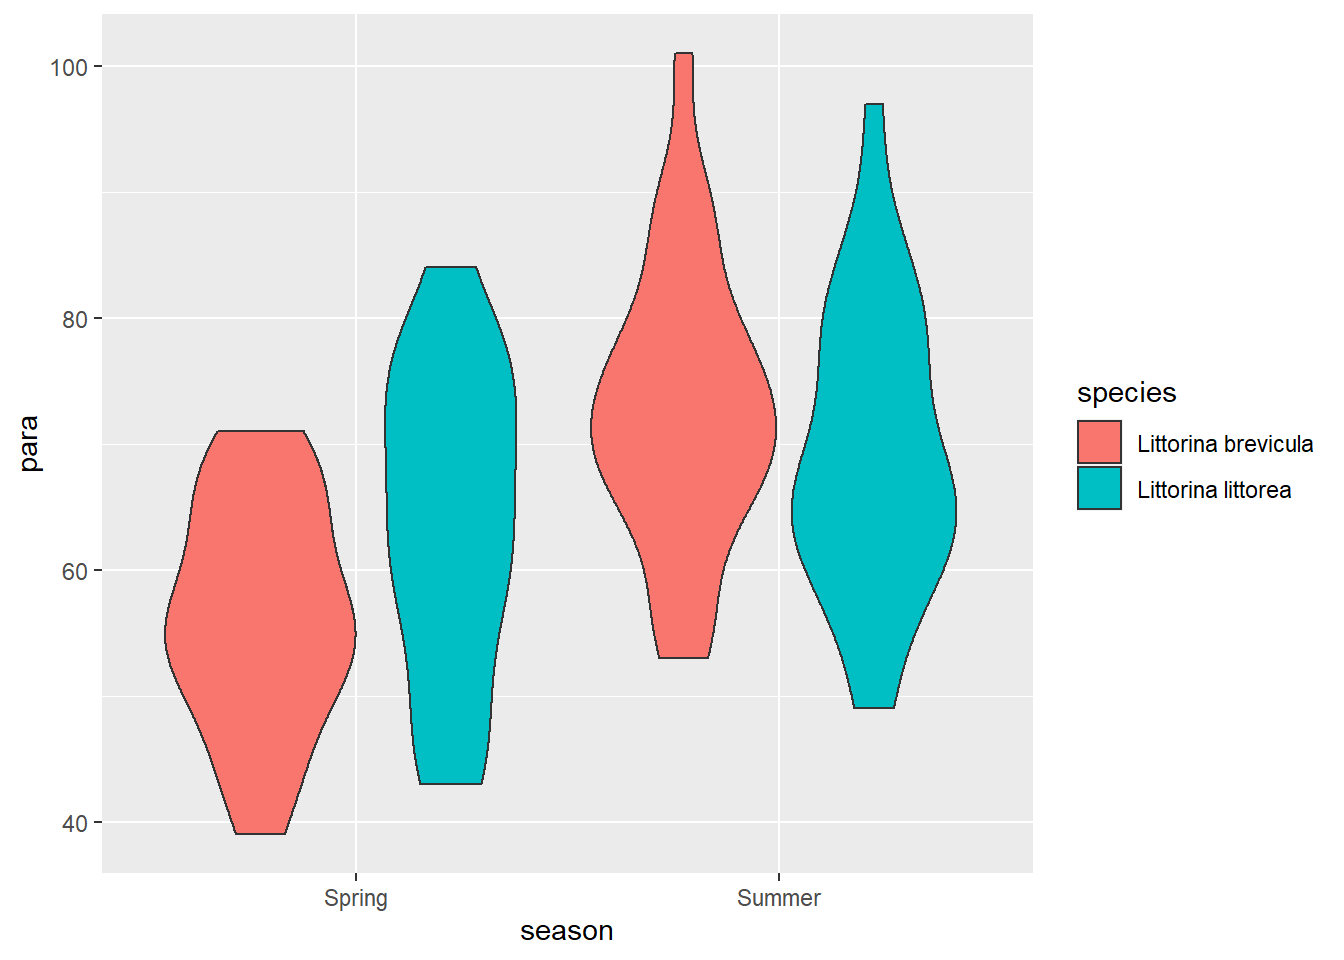 100
80
60
40
para
Spring
Summer
season
species
Littorina brevicula
Littorina littorea